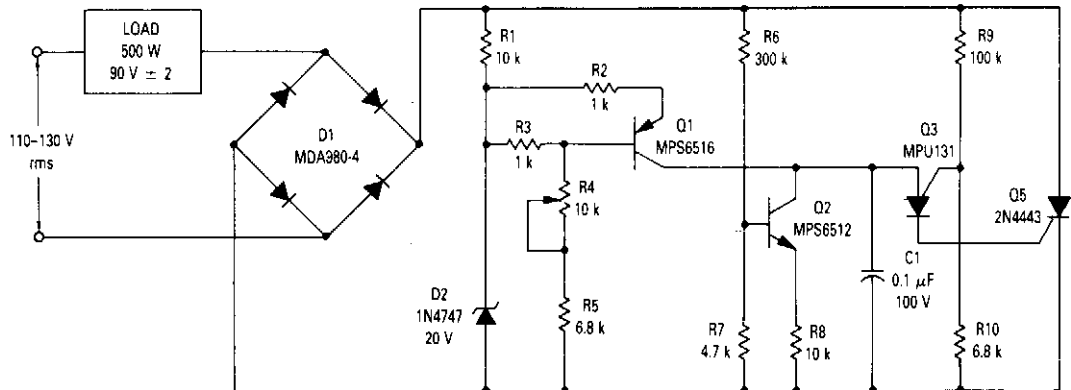 LOAD
500 W
90 V ± 2
110–130 V
rms
D1
MDA980-4
R1
10 k
R2
1 k
R3
1 k
R4
10 k
D2
1N4747
20 V
R5
6.8 k
Q1
MPS6516
R6
300 k
Q2
MPS6512
R7
4.7 k
R8
10 k
C1
0.1 μF
100 V
Q3
MPU131
R9
100 k
Q5
2N4443
R10
6.8 k